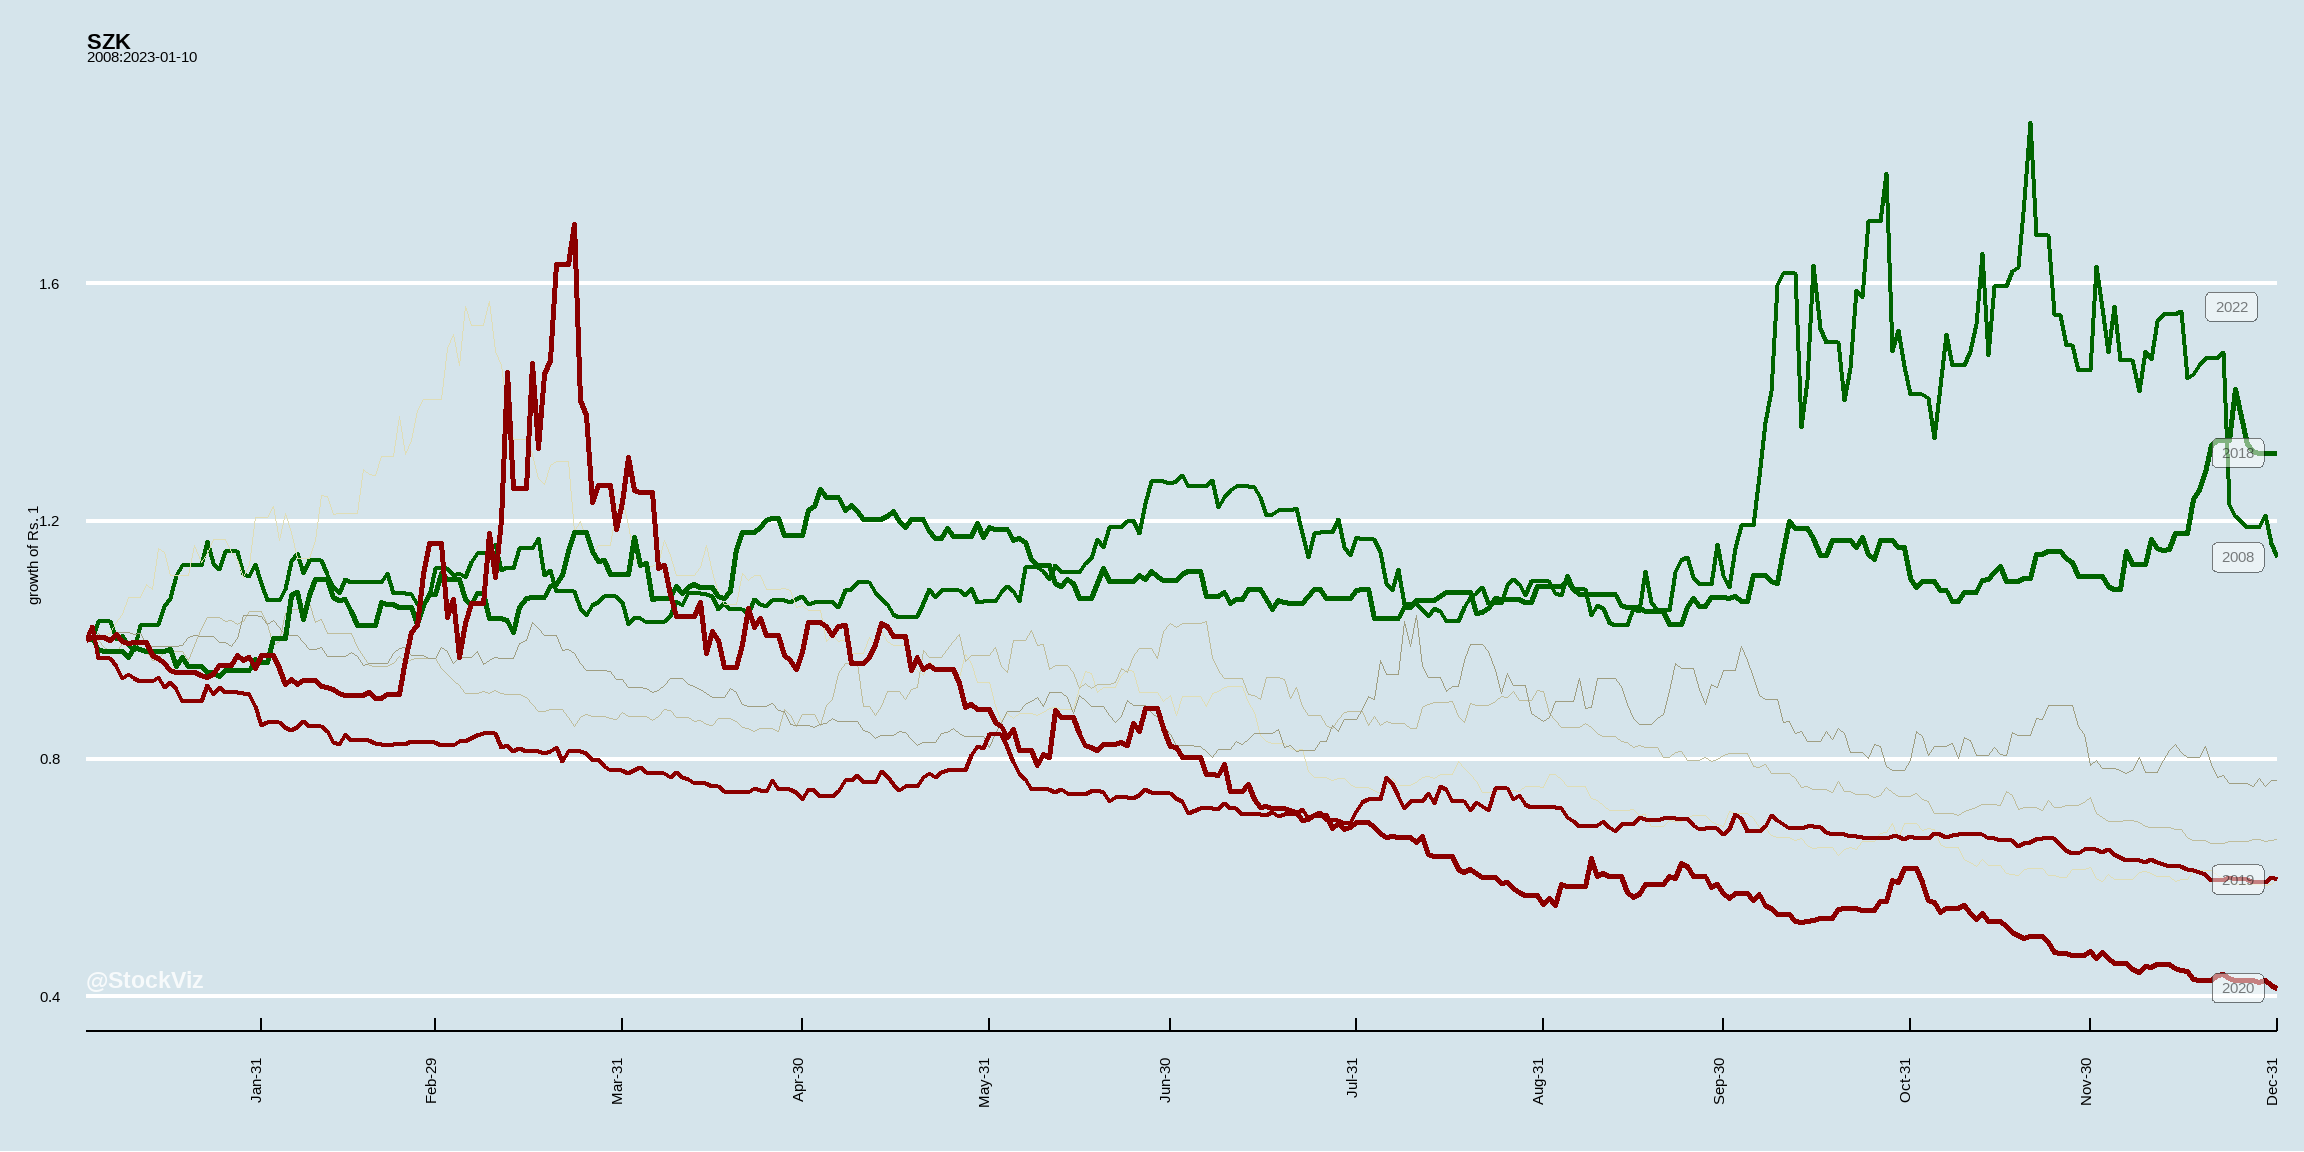 SZK
2008:2023-01-10
growth of Rs. 1
1.6
1.2
0.8
0.4
2022
2018
2008
2019
2020
@StockViz
Jan-31
Feb-29
Mar-31
Apr-30
May-31
Jun-30
Jul-31
Aug-31
Sep-30
Oct-31
Nov-30
Dec-31